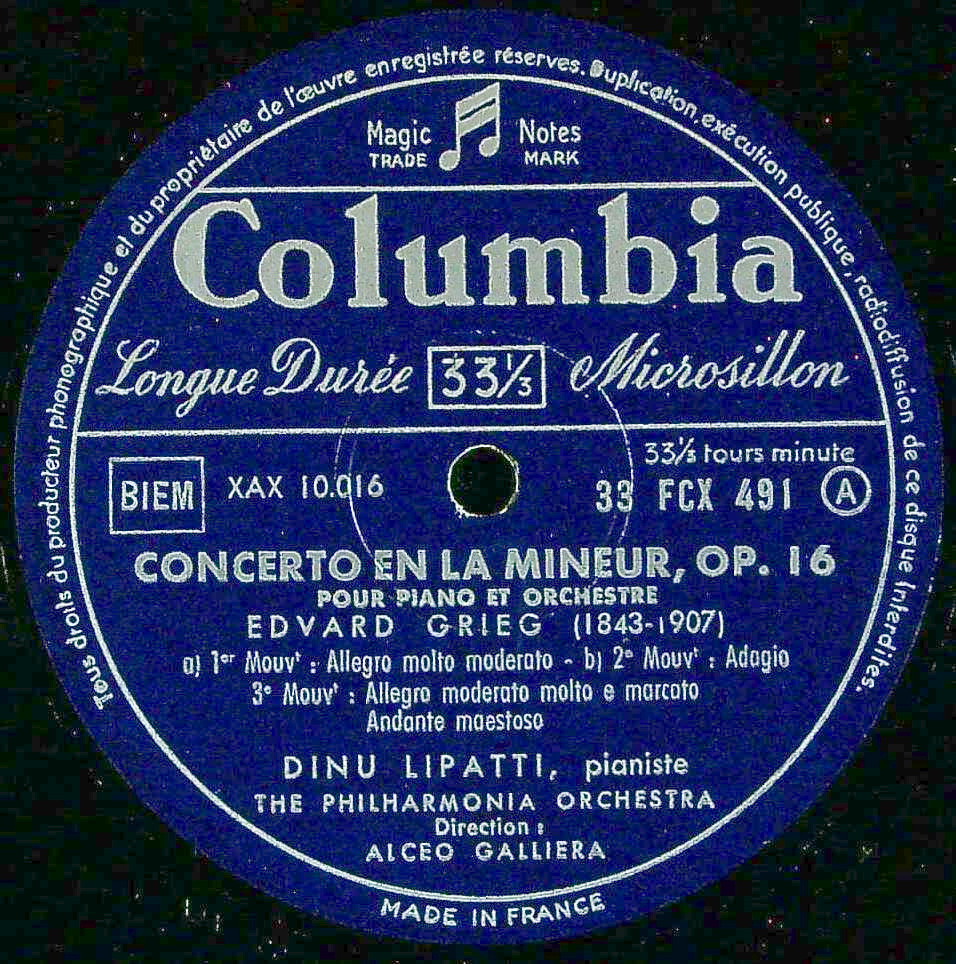 Tous droits du producteur phonographique et du propriétaire de l'œuvre enregistrée réserves. Duplication, exécution publique, radiodiffusion de ce disque interdites.
Magic Notes
TRADE MARK
Columbia
Longue Durée 33⅓ Microsillon
33⅓ tours minute
BIEM XAX 10.016 33 FCX 491 A
CONCERTO EN LA MINEUR, OP. 16
POUR PIANO ET ORCHESTRE
EDVARD GRIEG (1843-1907)
a) 1er Mouvt : Allegro molto moderato - b) 2e Mouvt : Adagio
3e Mouvt : Allegro moderato molto e marcato
Andante maestoso
DINU LIPATTI, pianiste
THE PHILHARMONIA ORCHESTRA
Direction :
ALCEO GALLIERA
MADE IN FRANCE